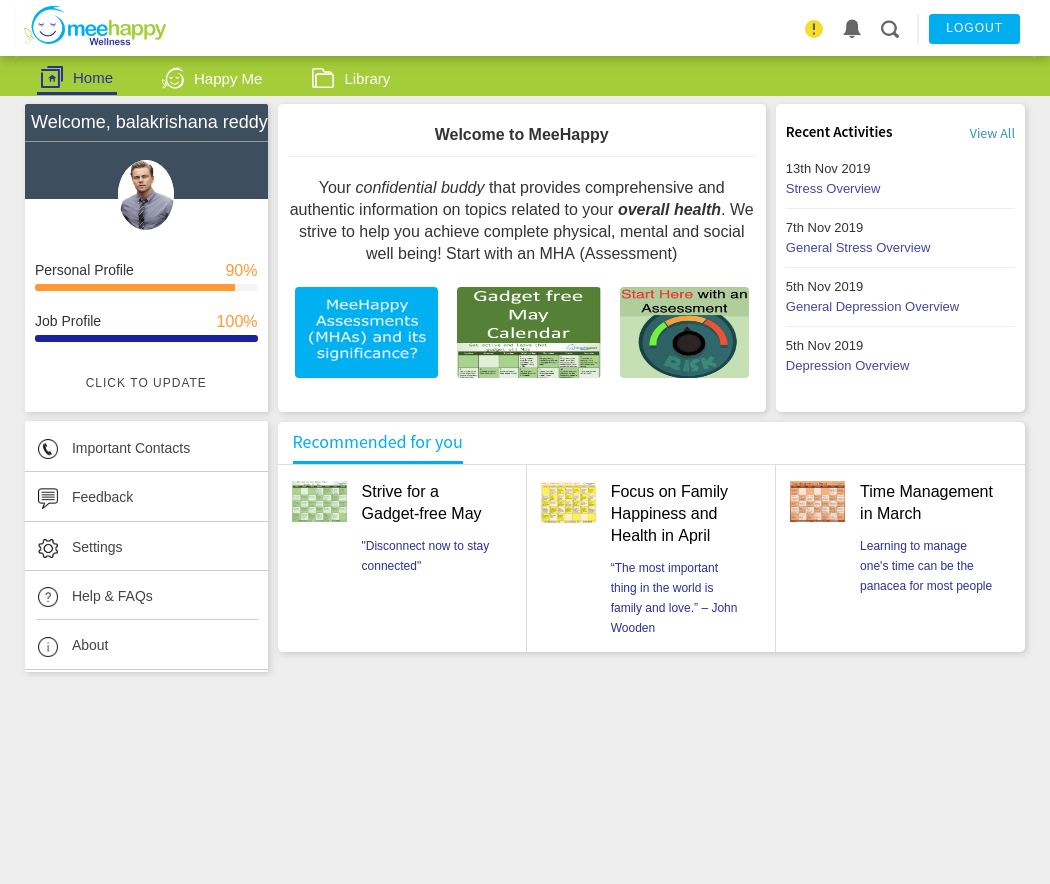 meehappy
Wellness
LOGOUT
Home
Happy Me
Library
Welcome, balakrishana reddy
Personal Profile 90%
Job Profile 100%
CLICK TO UPDATE
Important Contacts
Feedback
Settings
Help & FAQs
About
Welcome to MeeHappy
Your confidential buddy that provides comprehensive and
authentic information on topics related to your overall health. We
strive to help you achieve complete physical, mental and social
well being! Start with an MHA (Assessment)
MeeHappy
Assessments
(MHAs) and its
significance?
Gadget free
May
Calendar
Get active and leave that
gadget all May
Start Here with an
Assessment
RISK
Recent Activities
View All
13th Nov 2019
Stress Overview
7th Nov 2019
General Stress Overview
5th Nov 2019
General Depression Overview
5th Nov 2019
Depression Overview
Recommended for you
Strive for a
Gadget-free May
"Disconnect now to stay
connected"
Focus on Family
Happiness and
Health in April
“The most important
thing in the world is
family and love.” – John
Wooden
Time Management
in March
Learning to manage
one's time can be the
panacea for most people